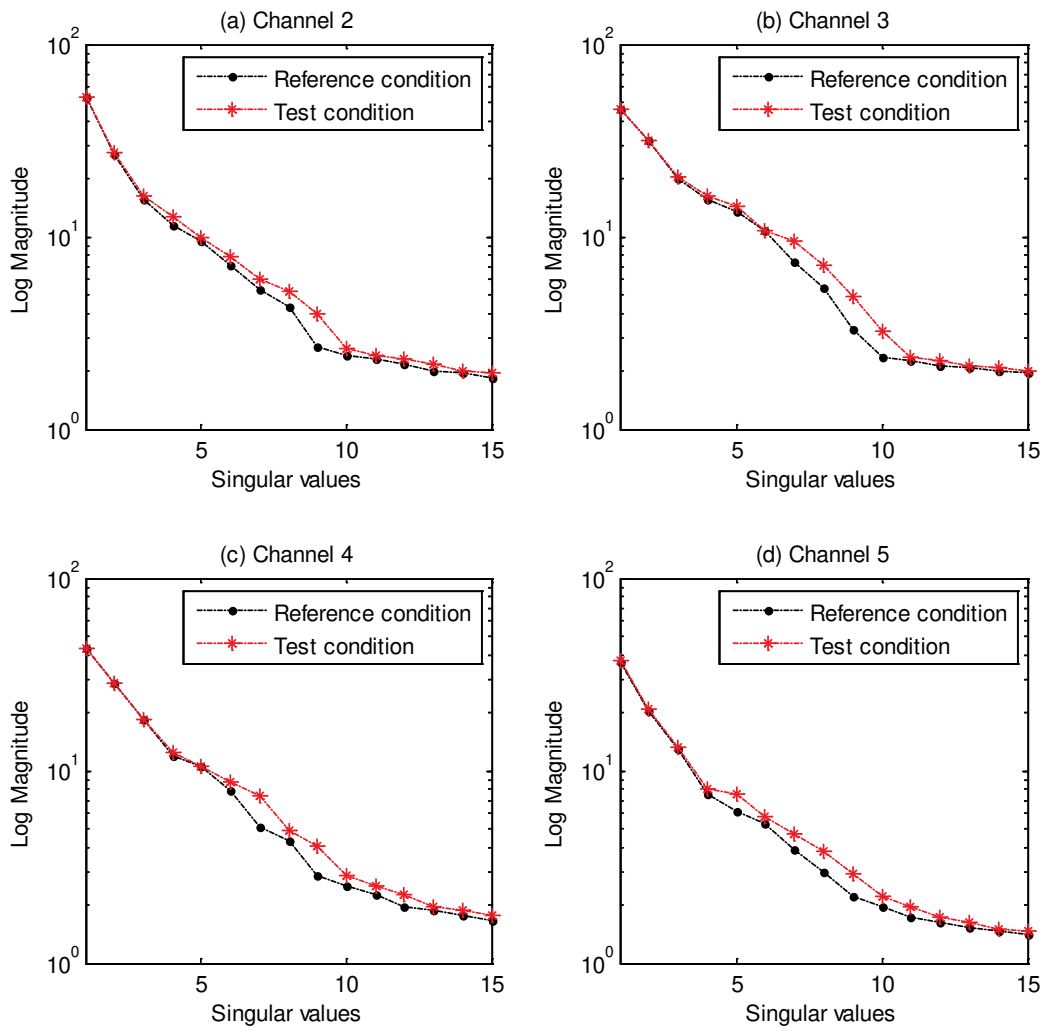 (a) Channel 2
10^2
10^1
10^0
Log Magnitude
Reference condition
Test condition
5
10
15
Singular values
(b) Channel 3
10^2
10^1
10^0
Log Magnitude
Reference condition
Test condition
5
10
15
Singular values
(c) Channel 4
10^2
10^1
10^0
Log Magnitude
Reference condition
Test condition
5
10
15
Singular values
(d) Channel 5
10^2
10^1
10^0
Log Magnitude
Reference condition
Test condition
5
10
15
Singular values